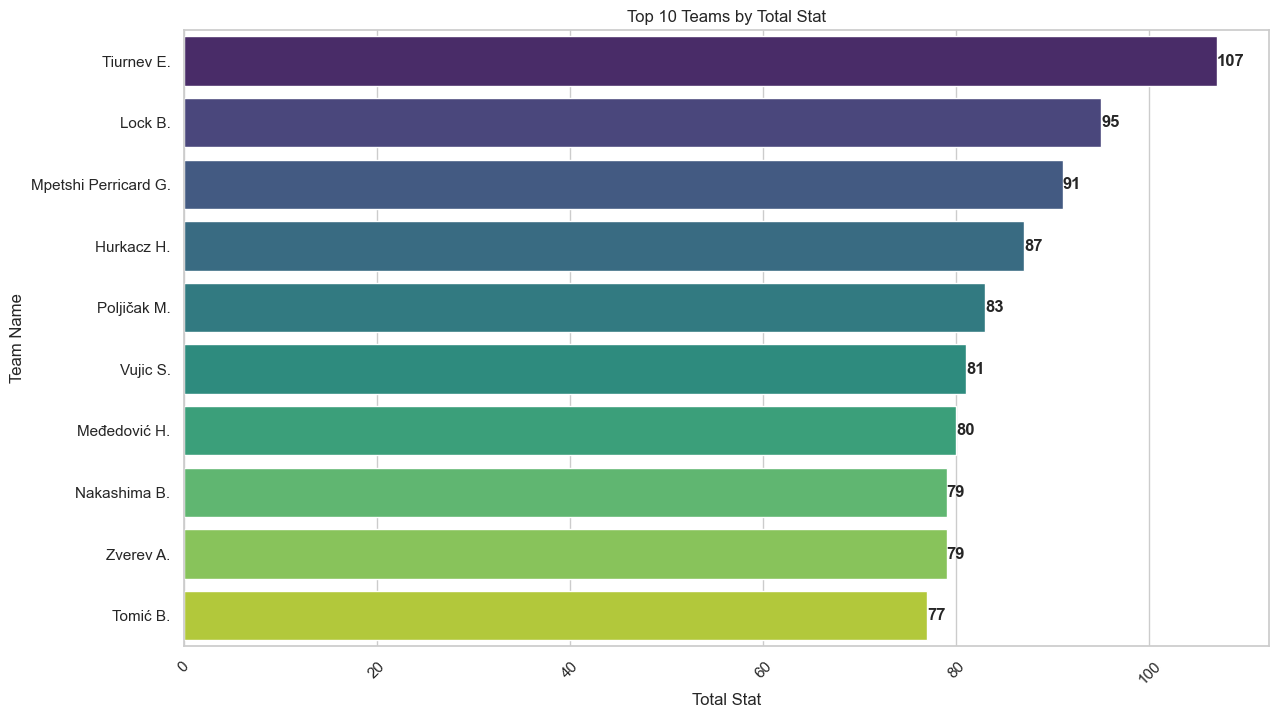 Top 10 Teams by Total Stat
Team Name
Tiurnev E.
107
Lock B.
95
Mpetshi Perricard G.
91
Hurkacz H.
87
Poljičak M.
83
Vujic S.
81
Međedović H.
80
Nakashima B.
79
Zverev A.
79
Tomić B.
77
0 20 40 60 80 100
Total Stat